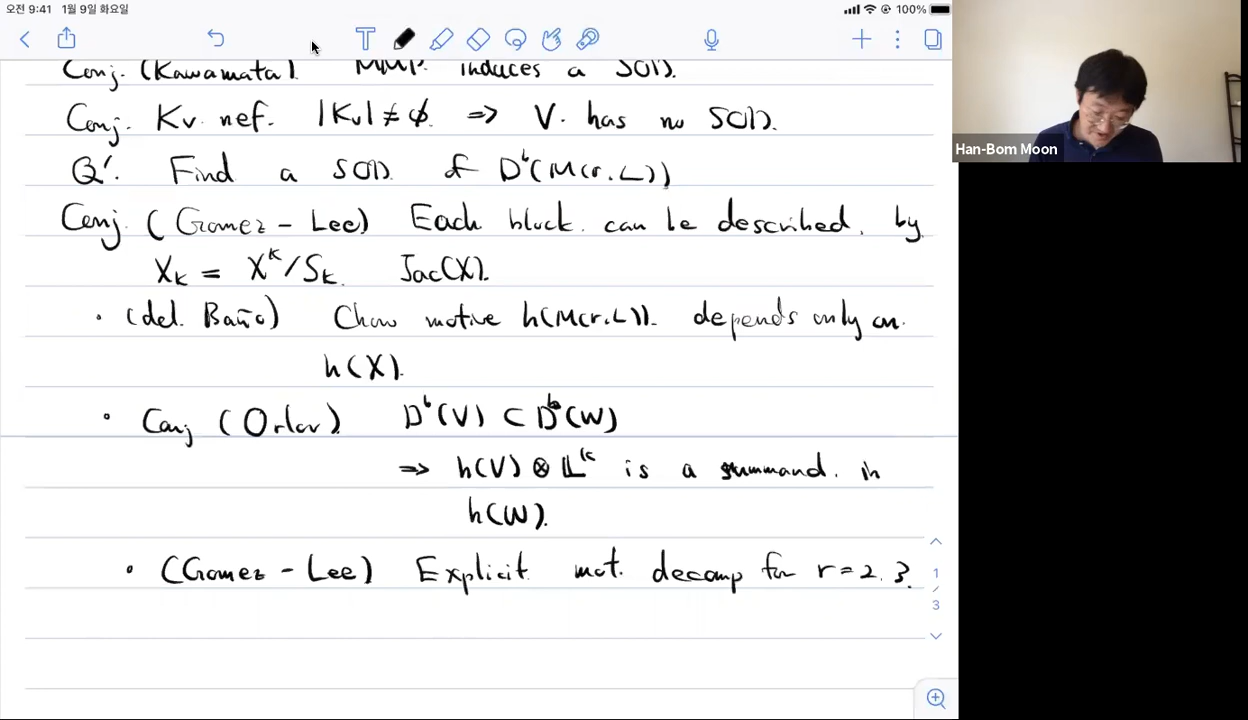 오전 9:41 1월 9일 화요일 100%
Conj. (Kawamata). MMP. induces a SOD.
Conj. Kv nef. |Kv| ≠ ϕ. ⇒ V. has no SOD.
Q'. Find a SOD. of Dᵇ(M(r.L))
Conj (Gomez - Lee) Each block. can be described. by.
Xₖ = Xᵏ/Sₖ. Jac(X).
• (del. Baño) Chow motive h(M(r.L)). depends only on.
h(X).
• Conj (Orlov) Dᵇ(V) ⊂ Dᵇ(W)
⇒ h(V) ⊗ 𝕃ᵏ is a summand. in
h(W).
• (Gomez - Lee) Explicit. mot. decomp for r = 2. 3.
1
/
3
Han-Bom Moon